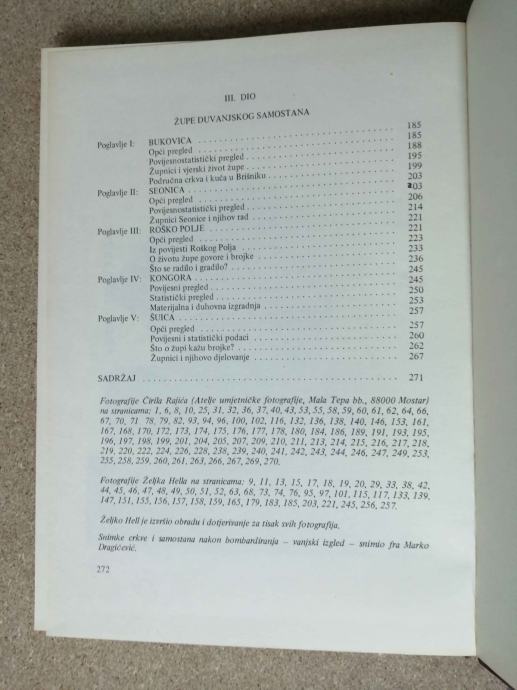 III. DIO
ŽUPE DUVANJSKOG SAMOSTANA
Poglavlje I: BUKOVICA 185
Opći pregled 185
Povijesnostatistički pregled 188
Župnici i vjerski život župe 195
Područna crkva i kuća u Brišniku 199
Poglavlje II: SEONICA 203
Opći pregled 203
Povijesnostatistički pregled 206
Župnici Seonice i njihov rad 214
Poglavlje III: ROŠKO POLJE 221
Opći pregled 221
Iz povijesti Roškog Polja 223
O životu župe govore i brojke 233
Što se radilo i gradilo? 236
Poglavlje IV: KONGORA 245
Povijesni pregled 245
Statistički pregled 250
Materijalna i duhovna izgradnja 253
Poglavlje V: ŠUICA 257
Opći pregled 257
Povijesni i statistički podaci 260
Što o župi kažu brojke? 262
Župnici i njihovo djelovanje 267
SADRŽAJ 271
Fotografije Ćirila Rajića (Atelje umjetničke fotografije, Mala Tepa bb., 88000 Mostar)
na stranicama; 1, 6, 8, 10, 25, 31, 32, 36, 37, 40, 43, 53, 55, 58, 59, 60, 61, 62, 64, 66,
67, 70, 71 78, 79, 82, 93, 94, 96, 100, 102, 116, 132, 136, 138, 140, 146, 153, 161,
167, 168, 170, 172, 173, 174, 175, 176, 177, 178, 180, 184, 186, 189, 191, 193, 195,
196, 197, 198, 199, 201, 204, 205, 207, 209, 210, 211, 213, 214, 215, 216, 217, 218,
219, 220, 222, 224, 226, 228, 238, 239, 240, 241, 242, 243, 244, 246, 247, 249, 253,
255, 258, 259, 260, 261, 263, 266, 267, 269, 270.
Fotografije Željka Hella na stranicama; 9, 11, 13, 15, 17, 18, 19, 20, 29, 33, 38, 42,
44, 45, 46, 47, 48, 49, 50, 51, 52, 63, 68, 73, 74, 76, 95, 97, 101, 115, 117, 133, 139,
147, 151, 155, 156, 157, 158, 159, 165, 179, 183, 185, 203, 221, 245, 256, 257.
Željko Hell je izvršio obradu i dotjerivanje za tisak svih fotografija.
Snimke crkve i samostana nakon bombardiranja – vanjski izgled – snimio fra Marko
Dragičević.
272